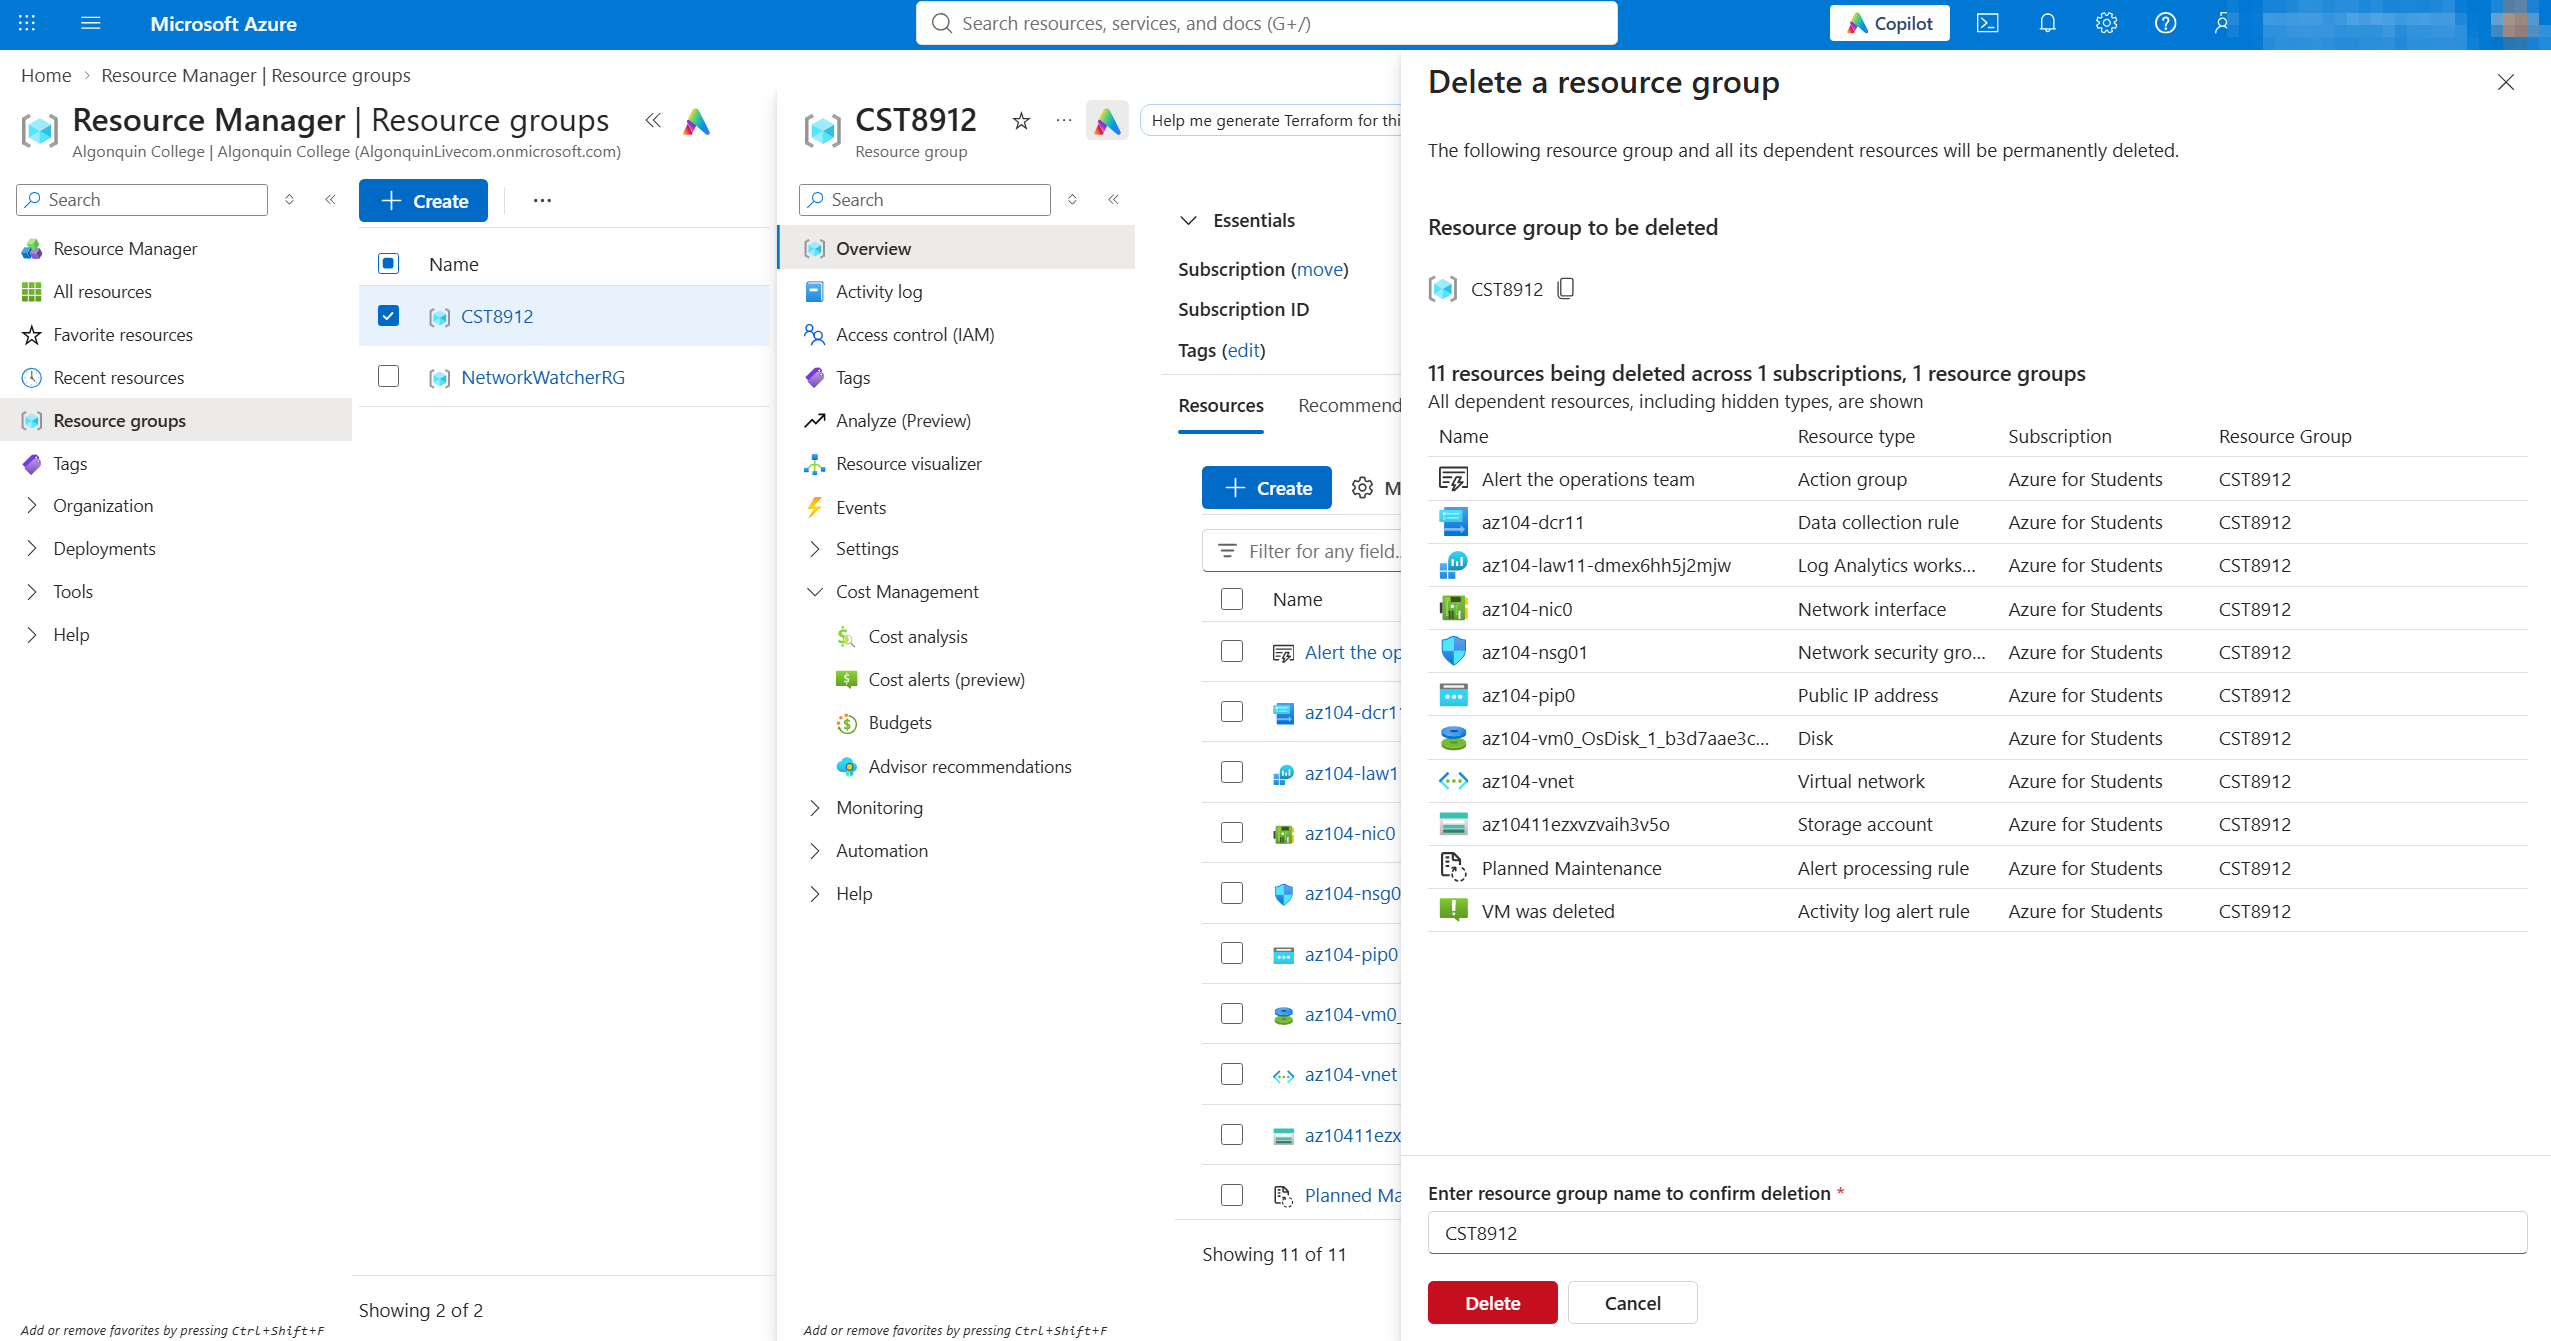 Microsoft Azure
Search resources, services, and docs (G+/)
Copilot
Home > Resource Manager | Resource groups
Resource Manager | Resource groups
Algonquin College | Algonquin College (AlgonquinLivecom.onmicrosoft.com)
Search
Resource Manager
All resources
Favorite resources
Recent resources
Resource groups
Tags
Organization
Deployments
Tools
Help
Add or remove favorites by pressing Ctrl+Shift+F
Create
Name
CST8912
NetworkWatcherRG
Showing 2 of 2
CST8912
Resource group
Help me generate Terraform for thi
Search
Overview
Activity log
Access control (IAM)
Tags
Analyze (Preview)
Resource visualizer
Events
Settings
Cost Management
Cost analysis
Cost alerts (preview)
Budgets
Advisor recommendations
Monitoring
Automation
Help
Add or remove favorites by pressing Ctrl+Shift+F
Essentials
Subscription (move)
Subscription ID
Tags (edit)
Resources Recommend
Create M
Filter for any field..
Name
Alert the op
az104-dcr11
az104-law1
az104-nic0
az104-nsg0
az104-pip0
az104-vm0_
az104-vnet
az10411ezx
Planned Ma
Showing 11 of 11
Delete a resource group
The following resource group and all its dependent resources will be permanently deleted.
Resource group to be deleted
CST8912
11 resources being deleted across 1 subscriptions, 1 resource groups
All dependent resources, including hidden types, are shown
Name Resource type Subscription Resource Group
Alert the operations team Action group Azure for Students CST8912
az104-dcr11 Data collection rule Azure for Students CST8912
az104-law11-dmex6hh5j2mjw Log Analytics works... Azure for Students CST8912
az104-nic0 Network interface Azure for Students CST8912
az104-nsg01 Network security gro... Azure for Students CST8912
az104-pip0 Public IP address Azure for Students CST8912
az104-vm0_OsDisk_1_b3d7aae3c... Disk Azure for Students CST8912
az104-vnet Virtual network Azure for Students CST8912
az10411ezxvzvaih3v5o Storage account Azure for Students CST8912
Planned Maintenance Alert processing rule Azure for Students CST8912
VM was deleted Activity log alert rule Azure for Students CST8912
Enter resource group name to confirm deletion *
CST8912
Delete Cancel